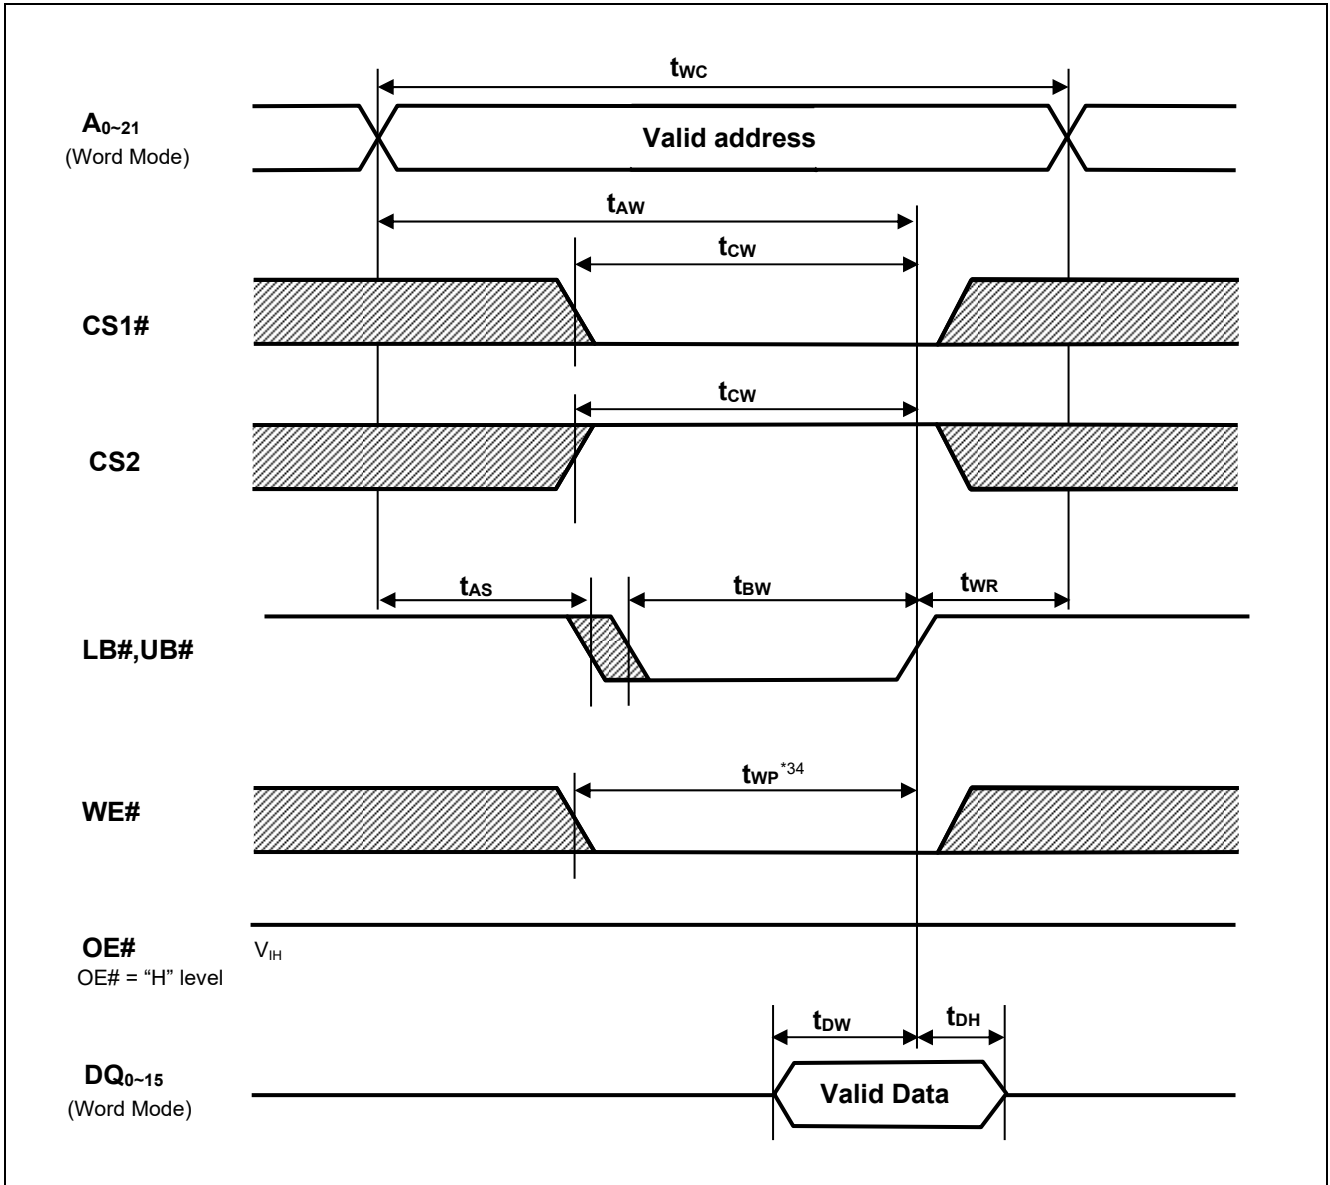 tWC
A0~21
(Word Mode)
Valid address
tAW
tCW
CS1#
tCW
CS2
tAS
tBW
tWR
LB#,UB#
tWP*34
WE#
OE#
OE# = “H” level
VIH
tDW
tDH
DQ0~15
(Word Mode)
Valid Data